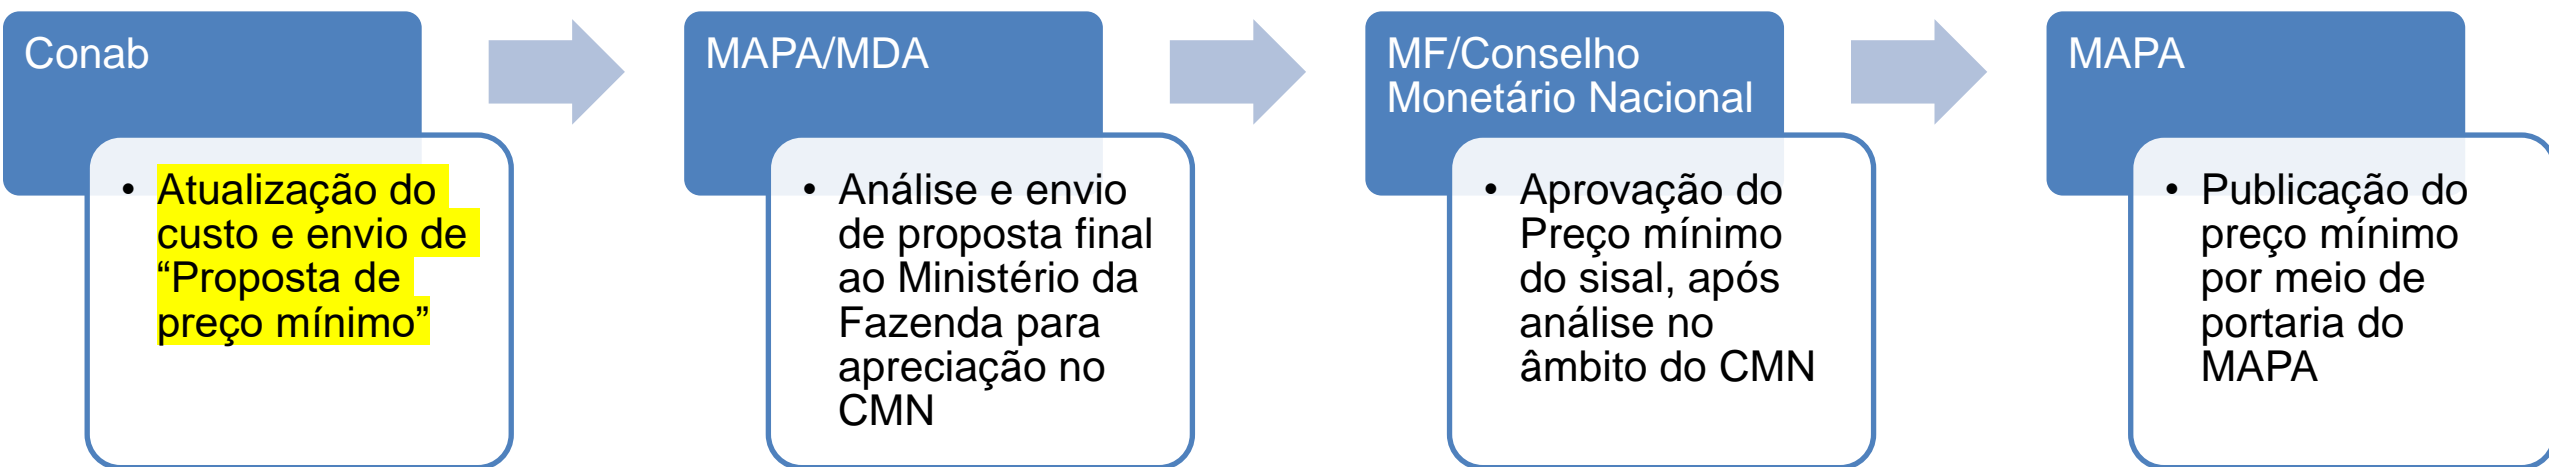 Conab
• Atualização do
custo e envio de
“Proposta de
preço mínimo”
MAPA/MDA
• Análise e envio
de proposta final
ao Ministério da
Fazenda para
apreciação no
CMN
MF/Conselho
Monetário Nacional
• Aprovação do
Preço mínimo
do sisal, após
análise no
âmbito do CMN
MAPA
• Publicação do
preço mínimo
por meio de
portaria do
MAPA